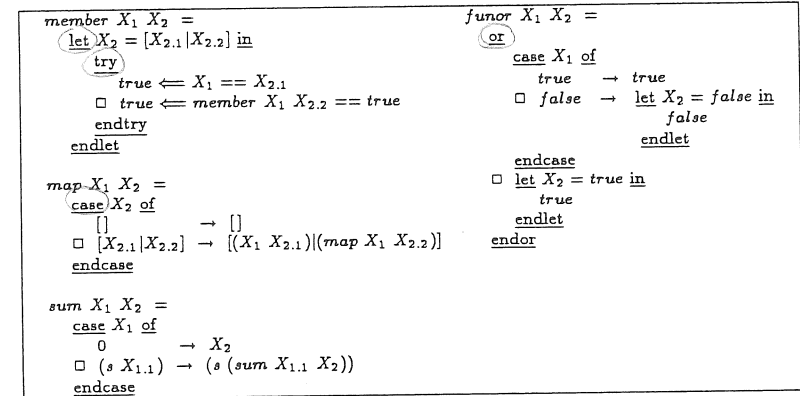 member X1 X2 =
let X2 = [X2.1|X2.2] in
try
true ⇐ X1 == X2.1
□ true ⇐ member X1 X2.2 == true
endtry
endlet
map X1 X2 =
case X2 of
[] → []
□ [X2.1|X2.2] → [(X1 X2.1)|(map X1 X2.2)]
endcase
sum X1 X2 =
case X1 of
0 → X2
□ (s X1.1) → (s (sum X1.1 X2))
endcase
funor X1 X2 =
or
case X1 of
true → true
□ false → let X2 = false in
false
endlet
endcase
□ let X2 = true in
true
endlet
endor